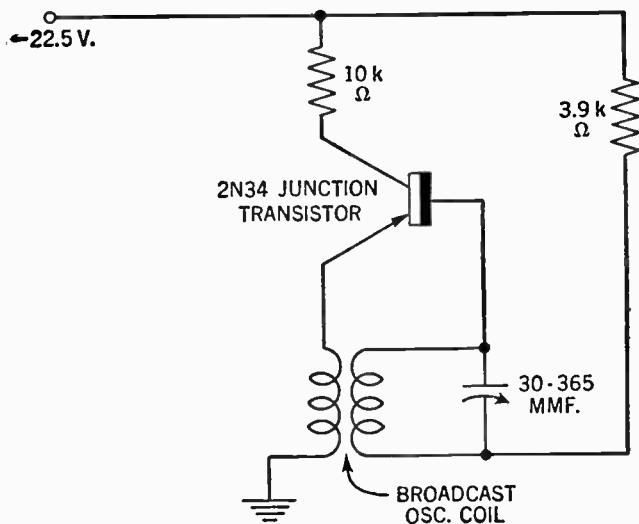 ←22.5 V.
10 k
Ω
3.9 k
Ω
2N34 JUNCTION
TRANSISTOR
30-365
MMF.
BROADCAST
OSC. COIL